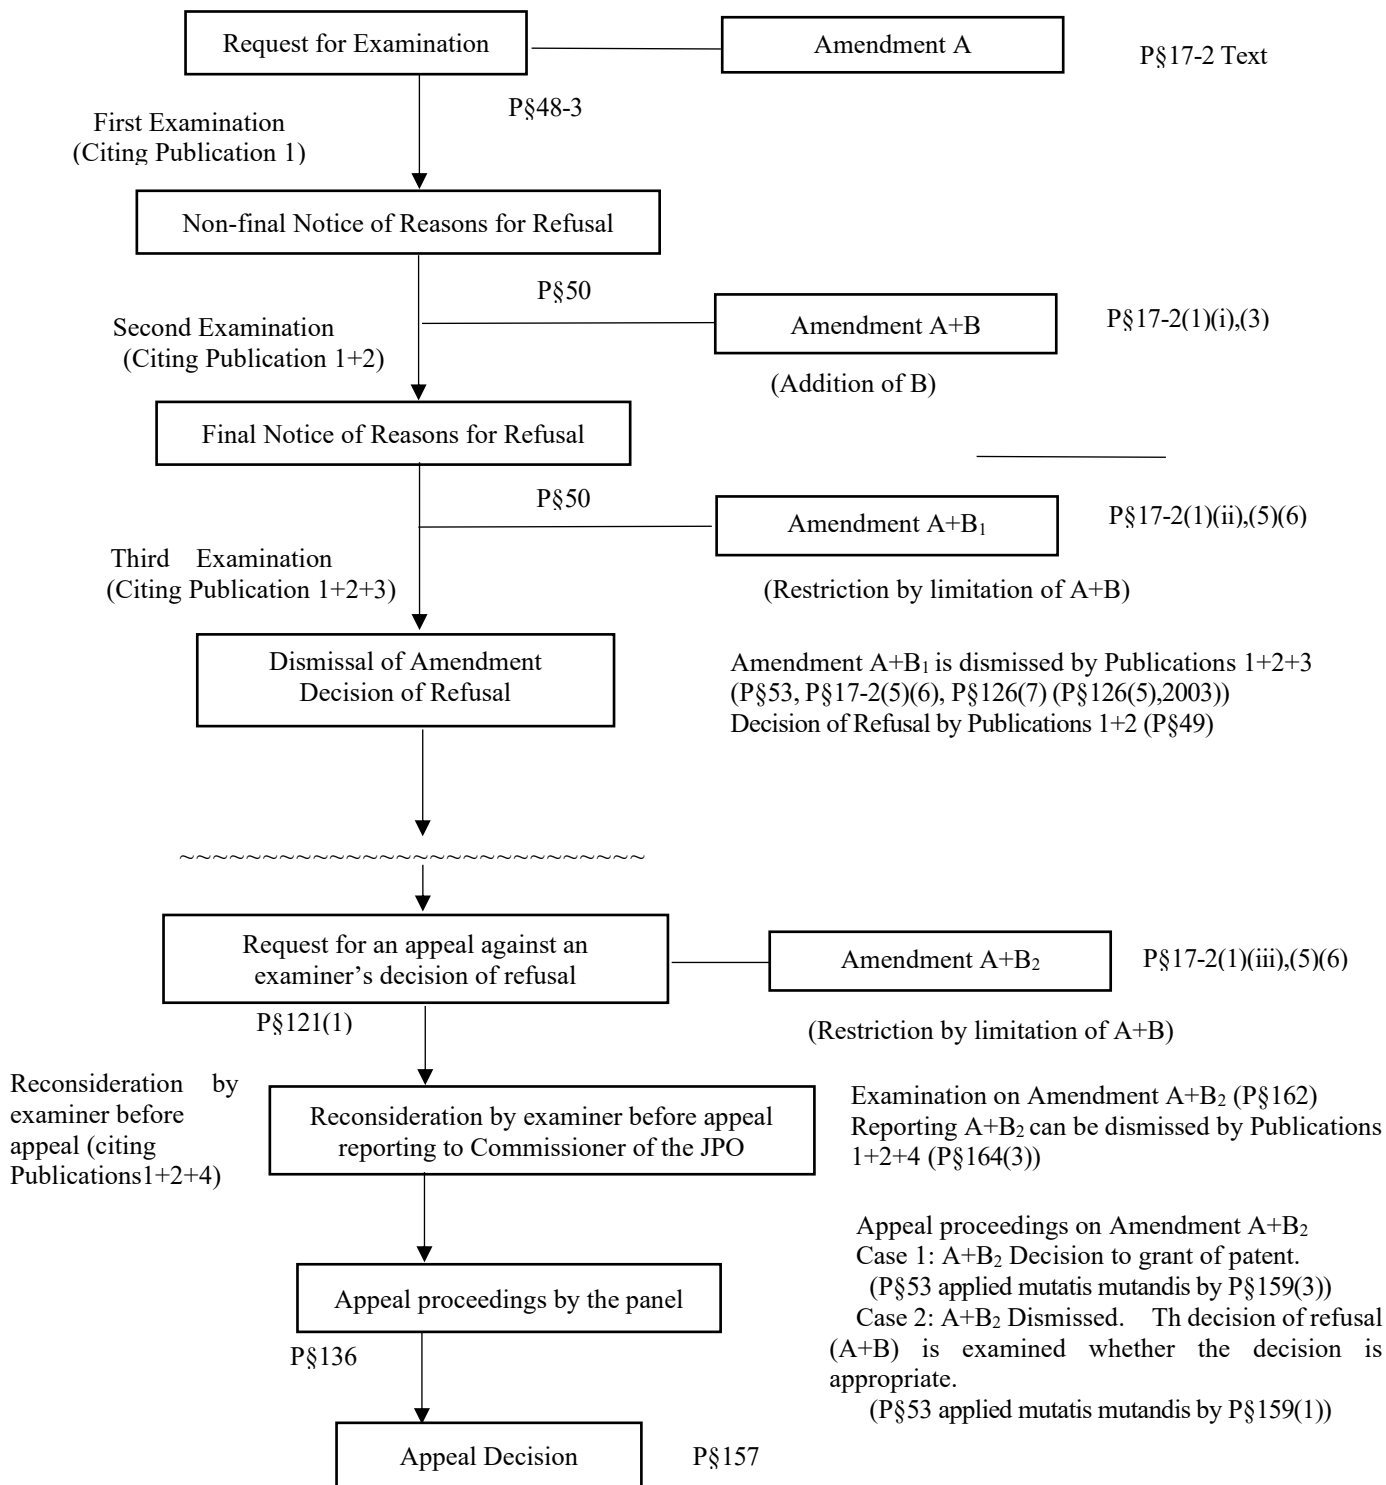 Request for Examination
Amendment A
P§17-2 Text
P§48-3
First Examination
(Citing Publication 1)
Non-final Notice of Reasons for Refusal
P§50
Second Examination
(Citing Publication 1+2)
Amendment A+B
P§17-2(1)(i),(3)
(Addition of B)
Final Notice of Reasons for Refusal
P§50
Amendment A+B₁
P§17-2(1)(ii),(5)(6)
Third Examination
(Citing Publication 1+2+3)
(Restriction by limitation of A+B)
Dismissal of Amendment
Decision of Refusal
Amendment A+B₁ is dismissed by Publications 1+2+3
(P§53, P§17-2(5)(6), P§126(7) (P§126(5),2003))
Decision of Refusal by Publications 1+2 (P§49)
~~~~~~~~~~~~~~~~~~~~~~~~~~~~
Request for an appeal against an
examiner’s decision of refusal
Amendment A+B₂
P§17-2(1)(iii),(5)(6)
P§121(1)
(Restriction by limitation of A+B)
Reconsideration by
examiner before
appeal (citing
Publications1+2+4)
Reconsideration by examiner before appeal
reporting to Commissioner of the JPO
Examination on Amendment A+B₂ (P§162)
Reporting A+B₂ can be dismissed by Publications
1+2+4 (P§164(3))
Appeal proceedings by the panel
Appeal proceedings on Amendment A+B₂
Case 1: A+B₂ Decision to grant of patent.
(P§53 applied mutatis mutandis by P§159(3))
Case 2: A+B₂ Dismissed. Th decision of refusal
(A+B) is examined whether the decision is
appropriate.
(P§53 applied mutatis mutandis by P§159(1))
P§136
Appeal Decision
P§157